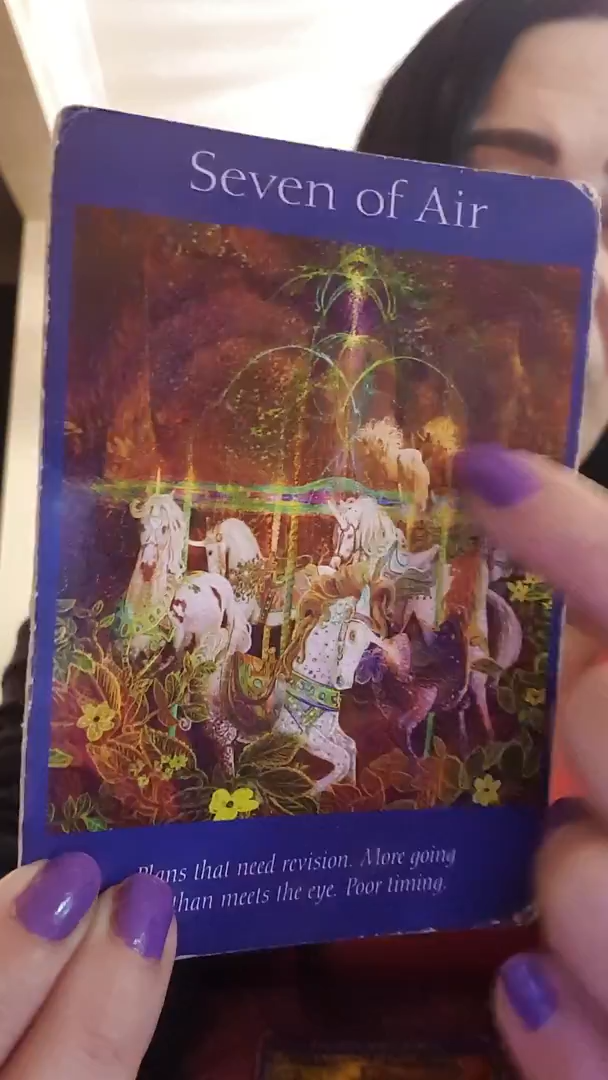 Seven of Air
Plans that need revision. More going
than meets the eye. Poor timing.